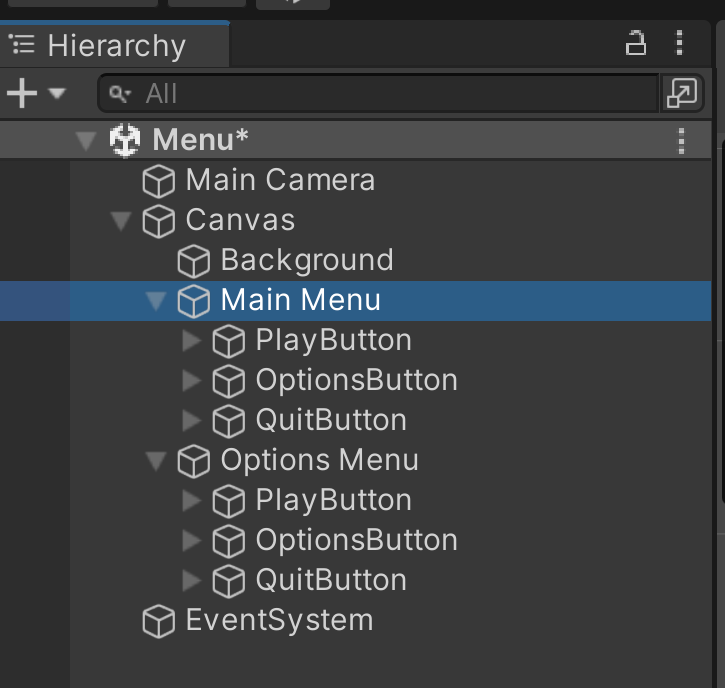 Hierarchy
All
Menu*
Main Camera
Canvas
Background
Main Menu
PlayButton
OptionsButton
QuitButton
Options Menu
PlayButton
OptionsButton
QuitButton
EventSystem